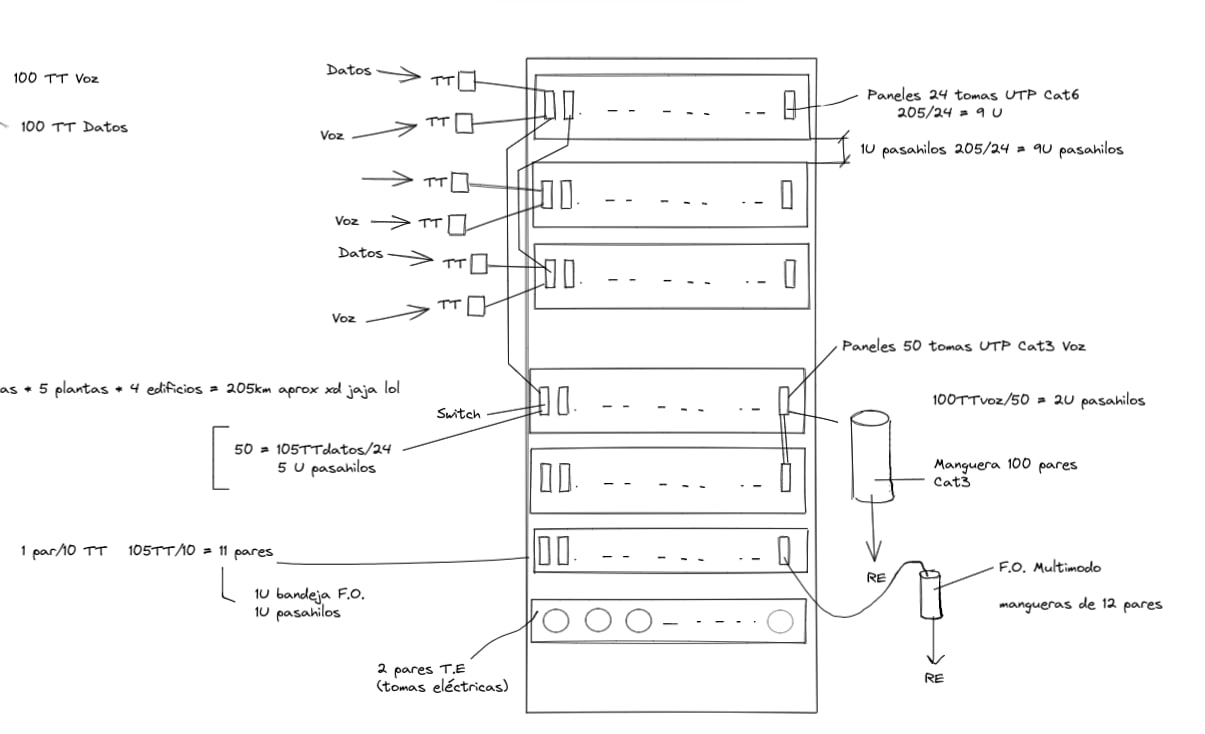 100 TT Voz
100 TT Datos
Datos
TT
Voz
TT
TT
Voz
TT
Datos
TT
Voz
TT
Paneles 24 tomas UTP Cat6
205/24 = 9 U
1U pasahilos 205/24 = 9U pasahilos
as * 5 plantas * 4 edificios = 205km aprox xd jaja lol
Switch
50 = 105TTdatos/24
5 U pasahilos
Paneles 50 tomas UTP Cat3 Voz
100TTvoz/50 = 2U pasahilos
Manguera 100 pares
Cat3
RE
1 par/10 TT 105TT/10 = 11 pares
1U bandeja F.O.
1U pasahilos
F.O. Multimodo
mangueras de 12 pares
RE
2 pares T.E
(tomas eléctricas)